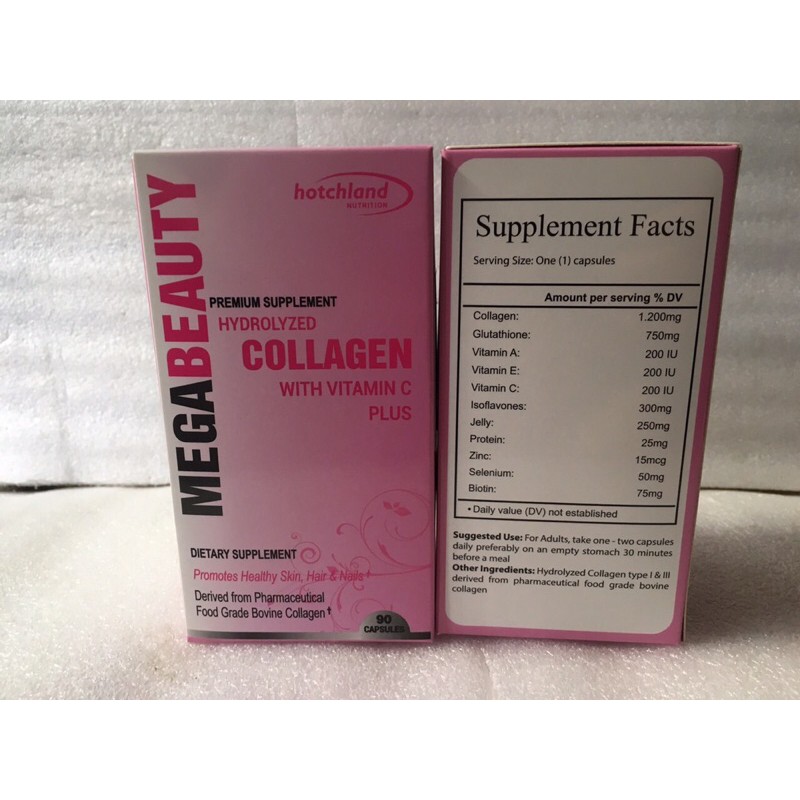 MEGABEAUTY
hotchland
NUTRITION
PREMIUM SUPPLEMENT
HYDROLYZED
COLLAGEN
WITH VITAMIN C
PLUS
DIETARY SUPPLEMENT
Promotes Healthy Skin, Hair & Nails †
Derived from Pharmaceutical
Food Grade Bovine Collagen †
90
CAPSULES
Supplement Facts
Serving Size: One (1) capsules
Amount per serving % DV
Collagen: 1.200mg
Glutathione: 750mg
Vitamin A: 200 IU
Vitamin E: 200 IU
Vitamin C: 200 IU
Isoflavones: 300mg
Jelly: 250mg
Protein: 25mg
Zinc: 15mcg
Selenium: 50mg
Biotin: 75mg
• Daily value (DV) not established
Suggested Use: For Adults, take one - two capsules
daily preferably on an empty stomach 30 minutes
before a meal
Other Ingredients: Hydrolyzed Collagen type I & III
derived from pharmaceutical food grade bovine
collagen